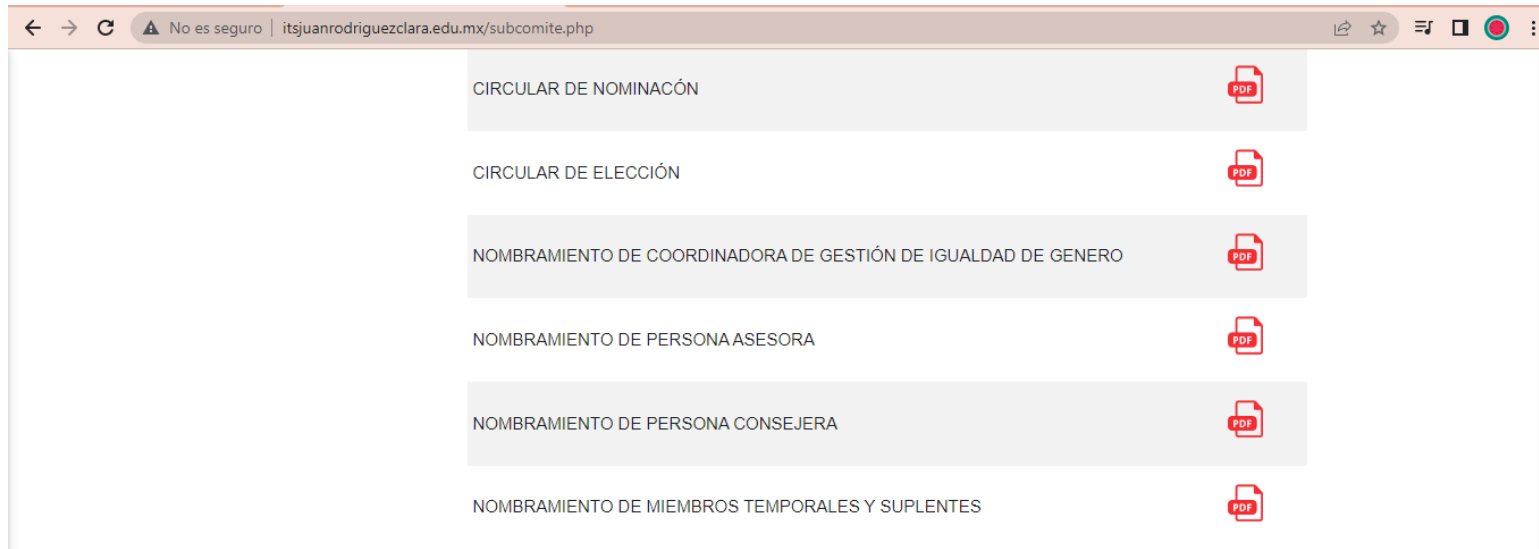 No es seguro | itsjuanrodriguezclara.edu.mx/subcomite.php
CIRCULAR DE NOMINACÓN
PDF
CIRCULAR DE ELECCIÓN
PDF
NOMBRAMIENTO DE COORDINADORA DE GESTIÓN DE IGUALDAD DE GENERO
PDF
NOMBRAMIENTO DE PERSONA ASESORA
PDF
NOMBRAMIENTO DE PERSONA CONSEJERA
PDF
NOMBRAMIENTO DE MIEMBROS TEMPORALES Y SUPLENTES
PDF